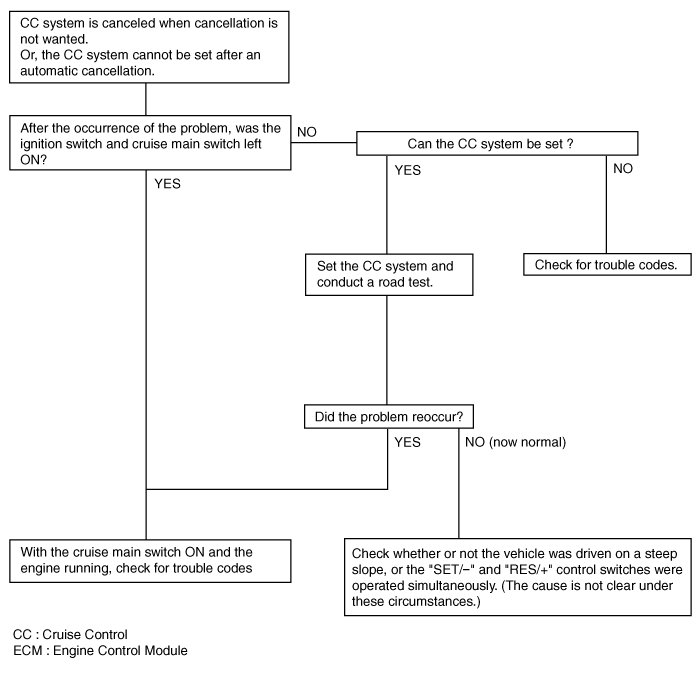 CC system is canceled when cancellation is
not wanted.
Or, the CC system cannot be set after an
automatic cancellation.
After the occurrence of the problem, was the
ignition switch and cruise main switch left
ON?
NO
Can the CC system be set ?
YES
YES
NO
Set the CC system and
conduct a road test.
Check for trouble codes.
Did the problem reoccur?
YES
NO (now normal)
With the cruise main switch ON and the
engine running, check for trouble codes
Check whether or not the vehicle was driven on a steep
slope, or the "SET/−" and "RES/+" control switches were
operated simultaneously. (The cause is not clear under
these circumstances.)
CC : Cruise Control
ECM : Engine Control Module